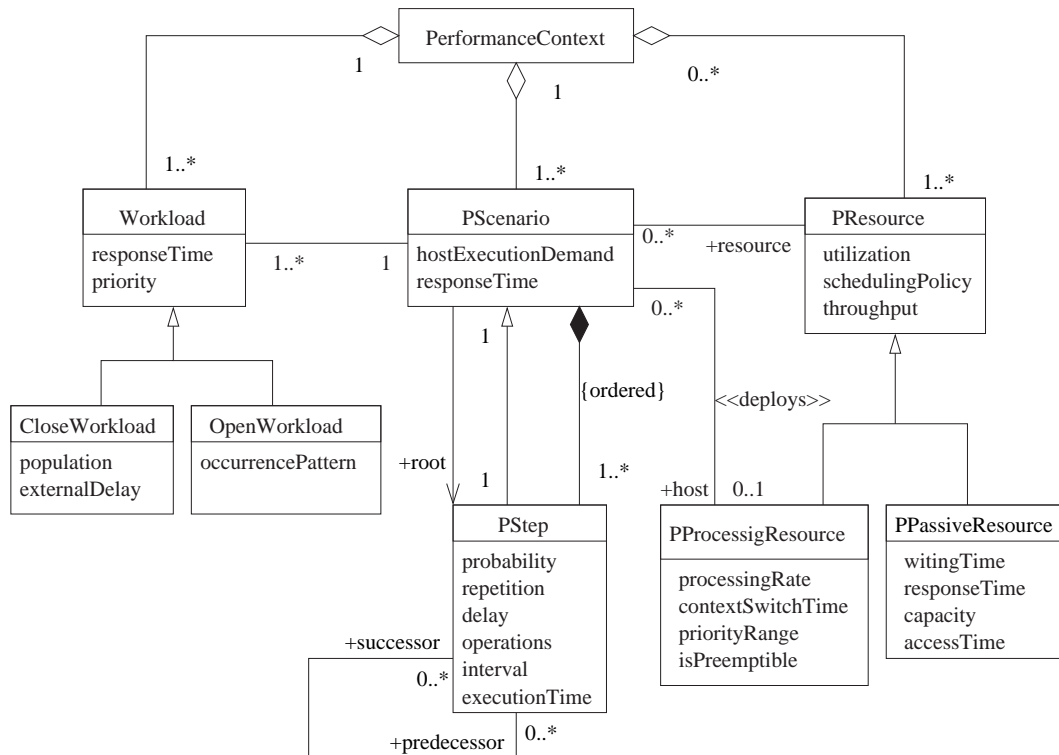 PerformanceContext
1
1
0..*
1..*
1..*
1..*
Workload
responseTime
priority
1..*
1
PScenario
hostExecutionDemand
responseTime
0..*
+resource
0..*
PResource
utilization
schedulingPolicy
throughput
1
{ordered}
<<deploys>>
CloseWorkload
population
externalDelay
OpenWorkload
occurrencePattern
+root
1
1..*
+host
0..1
PStep
probability
repetition
delay
operations
interval
executionTime
PProcessigResource
processingRate
contextSwitchTime
priorityRange
isPreemptible
PPassiveResource
witingTime
responseTime
capacity
accessTime
+successor
0..*
+predecessor
0..*